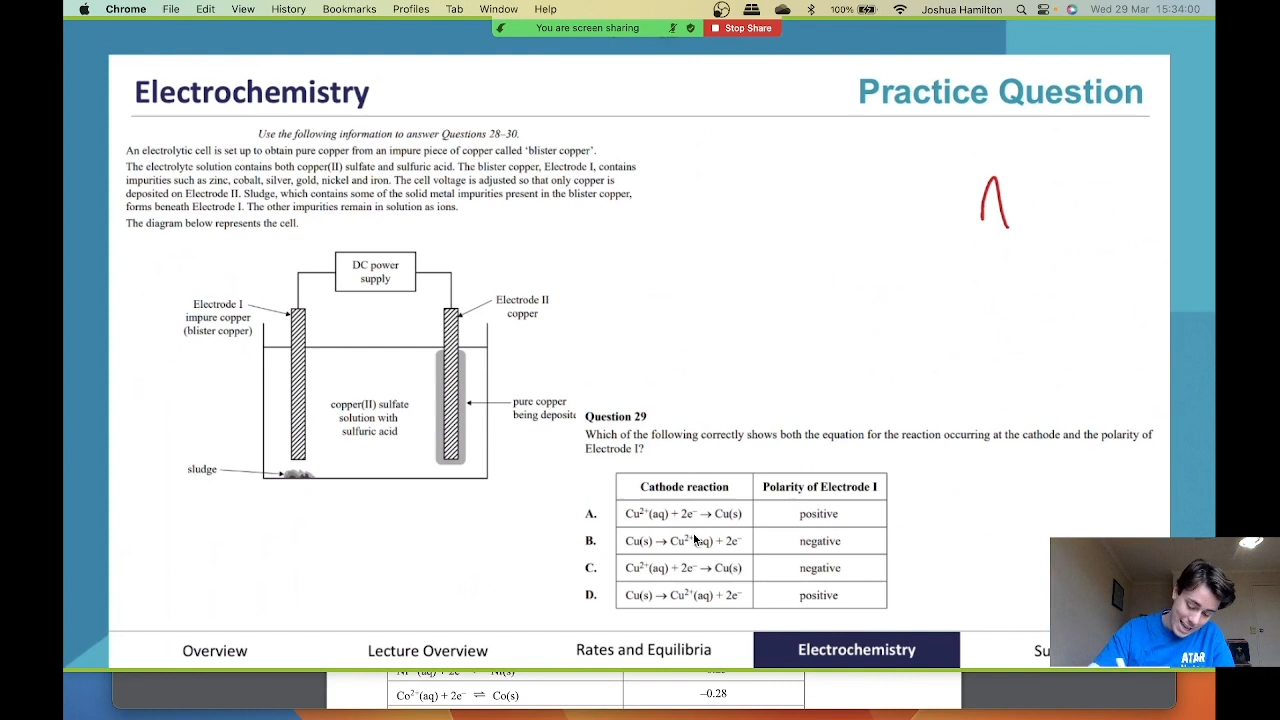 Chrome File Edit View History Bookmarks Profiles Tab Window Help 100% Joshua Hamilton Wed 29 Mar 15:34:00
You are screen sharing Stop Share
Electrochemistry Practice Question
Use the following information to answer Questions 28–30.
An electrolytic cell is set up to obtain pure copper from an impure piece of copper called ‘blister copper’.
The electrolyte solution contains both copper(II) sulfate and sulfuric acid. The blister copper, Electrode I, contains
impurities such as zinc, cobalt, silver, gold, nickel and iron. The cell voltage is adjusted so that only copper is
deposited on Electrode II. Sludge, which contains some of the solid metal impurities present in the blister copper,
forms beneath Electrode I. The other impurities remain in solution as ions.
The diagram below represents the cell.
DC power
supply
Electrode I
impure copper
(blister copper)
Electrode II
copper
copper(II) sulfate
solution with
sulfuric acid
pure copper
being deposite
sludge
Question 29
Which of the following correctly shows both the equation for the reaction occurring at the cathode and the polarity of
Electrode I?
Cathode reaction Polarity of Electrode I
A. Cu²⁺(aq) + 2e⁻ → Cu(s) positive
B. Cu(s) → Cu²⁺(aq) + 2e⁻ negative
C. Cu²⁺(aq) + 2e⁻ → Cu(s) negative
D. Cu(s) → Cu²⁺(aq) + 2e⁻ positive
ATAR
Overview Lecture Overview Rates and Equilibria Electrochemistry Su
Co²⁺(aq) + 2e⁻ ⇌ Co(s) −0.28